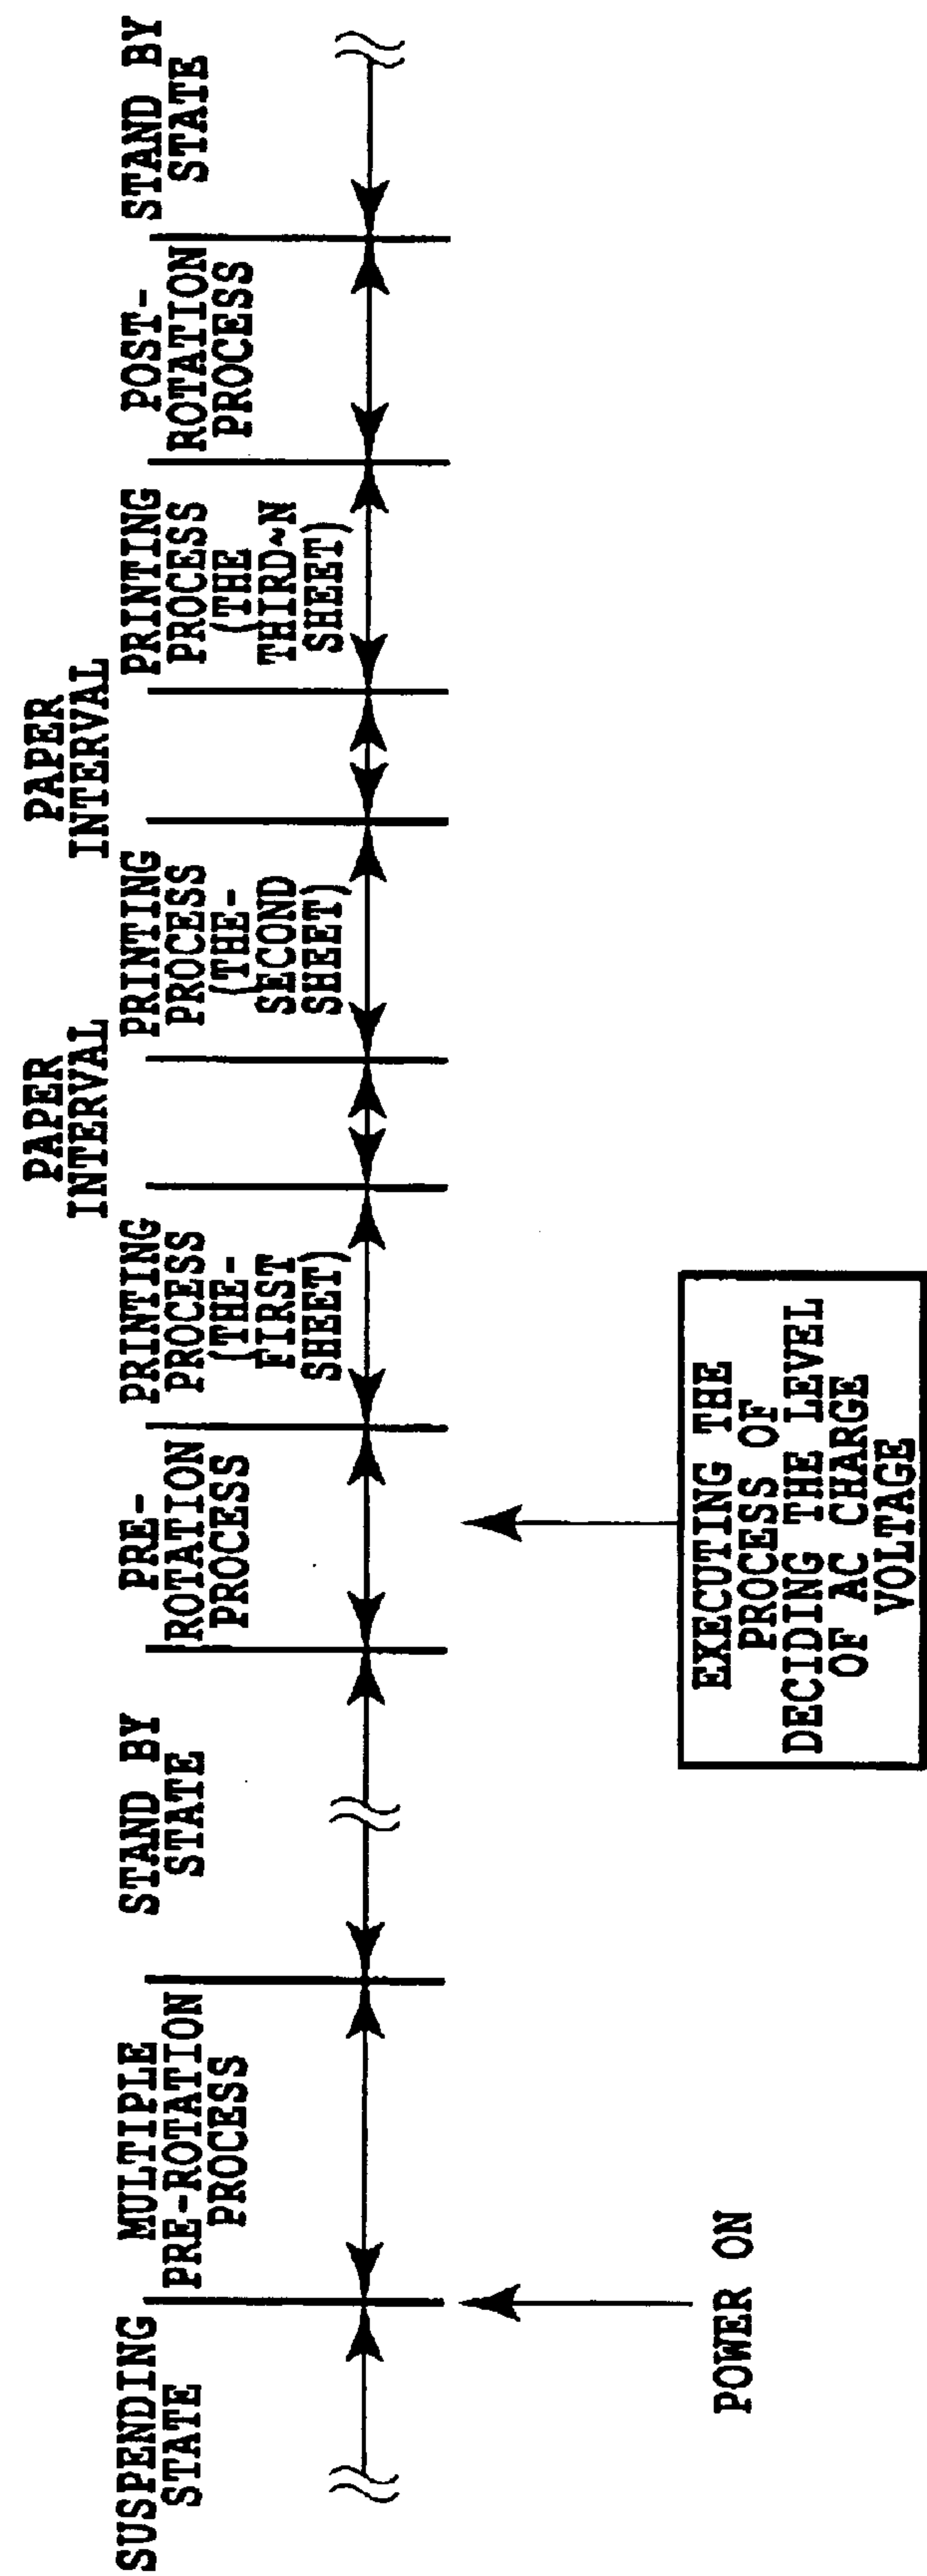 SUSPENDING
STATE
MULTIPLE
PRE-ROTATION
PROCESS
STAND BY
STATE
PRE-
ROTATION
PROCESS
PRINTING
PROCESS
(THE-
FIRST
SHEET)
PAPER
INTERVAL
PRINTING
PROCESS
(THE-
SECOND
SHEET)
PAPER
INTERVAL
PRINTING
PROCESS
(THE
THIRD~N
SHEET)
POST-
ROTATION
PROCESS
STAND BY
STATE
POWER ON
EXECUTING THE
PROCESS OF
DECIDING THE LEVEL
OF AC CHARGE
VOLTAGE